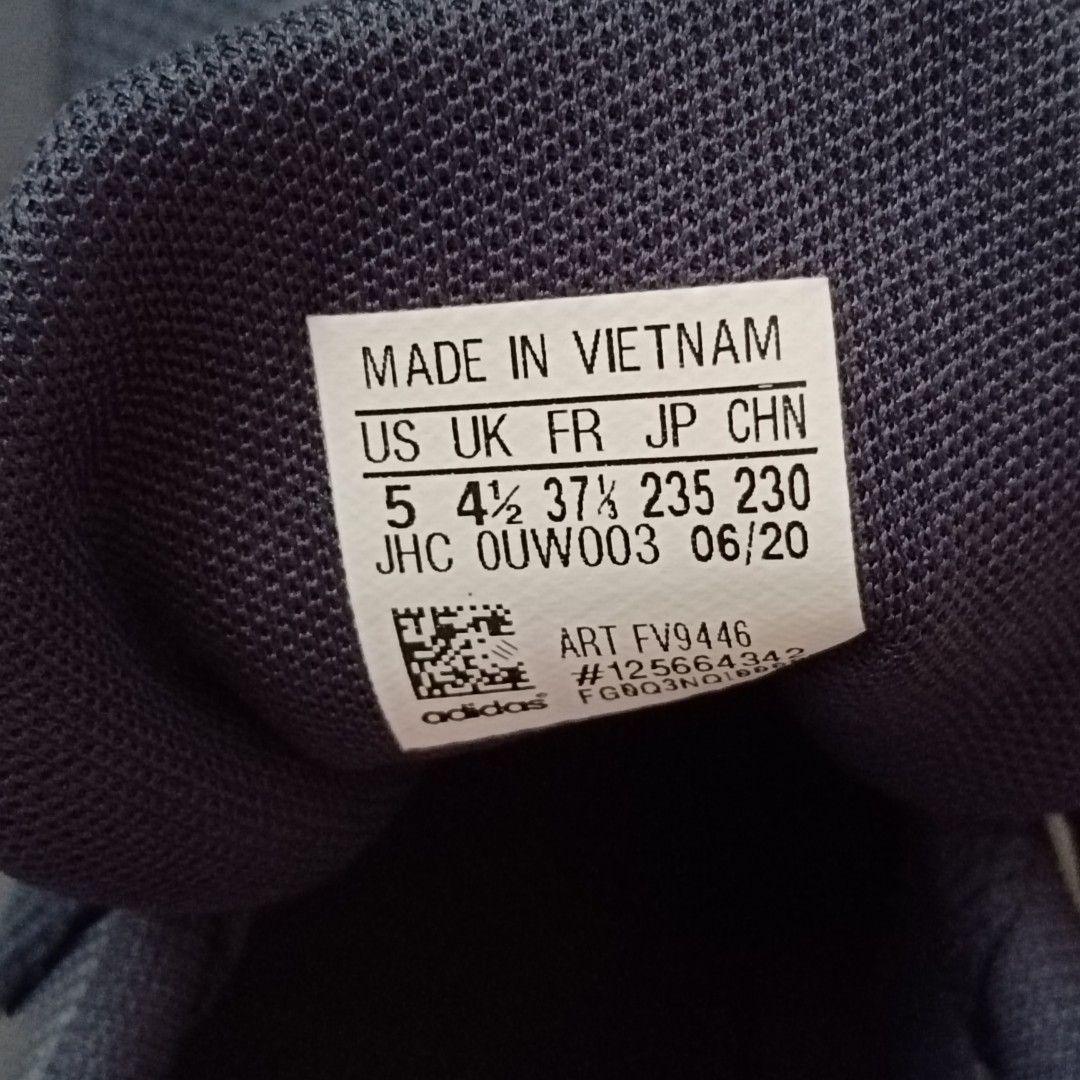 MADE IN VIETNAM
US UK FR JP CHN
5 4½ 37⅓ 235 230
JHC 0UW003 06/20
ART FV9446
#125664342
adidas®